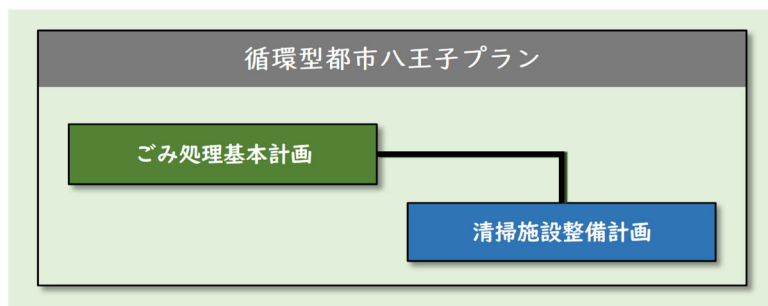 循環型都市八王子プラン
ごみ処理基本計画
清掃施設整備計画